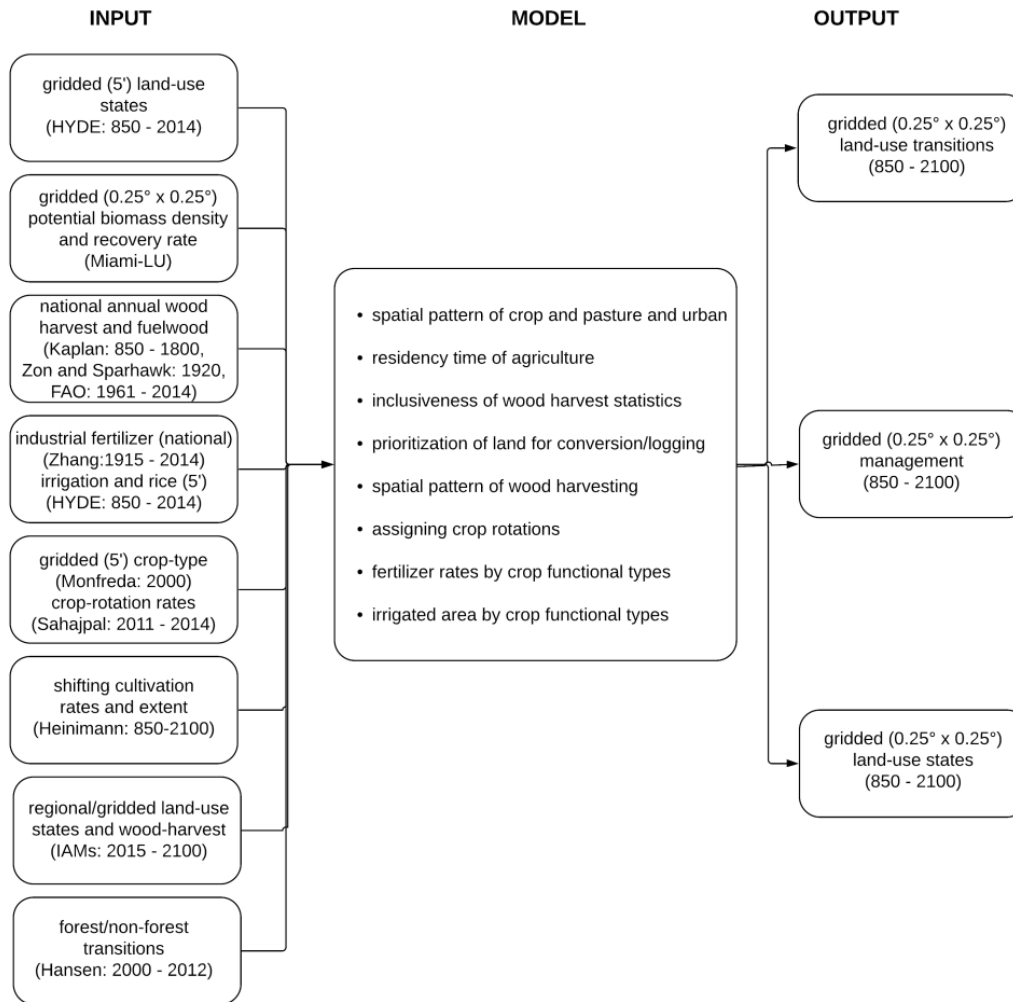 INPUT
MODEL
OUTPUT
gridded (5') land-use
states
(HYDE: 850 - 2014)
gridded (0.25° x 0.25°)
potential biomass density
and recovery rate
(Miami-LU)
national annual wood
harvest and fuelwood
(Kaplan: 850 - 1800,
Zon and Sparhawk: 1920,
FAO: 1961 - 2014)
industrial fertilizer (national)
(Zhang:1915 - 2014)
irrigation and rice (5')
(HYDE: 850 - 2014)
gridded (5') crop-type
(Monfreda: 2000)
crop-rotation rates
(Sahajpal: 2011 - 2014)
shifting cultivation
rates and extent
(Heinimann: 850-2100)
regional/gridded land-use
states and wood-harvest
(IAMs: 2015 - 2100)
forest/non-forest
transitions
(Hansen: 2000 - 2012)
• spatial pattern of crop and pasture and urban
• residency time of agriculture
• inclusiveness of wood harvest statistics
• prioritization of land for conversion/logging
• spatial pattern of wood harvesting
• assigning crop rotations
• fertilizer rates by crop functional types
• irrigated area by crop functional types
gridded (0.25° x 0.25°)
land-use transitions
(850 - 2100)
gridded (0.25° x 0.25°)
management
(850 - 2100)
gridded (0.25° x 0.25°)
land-use states
(850 - 2100)